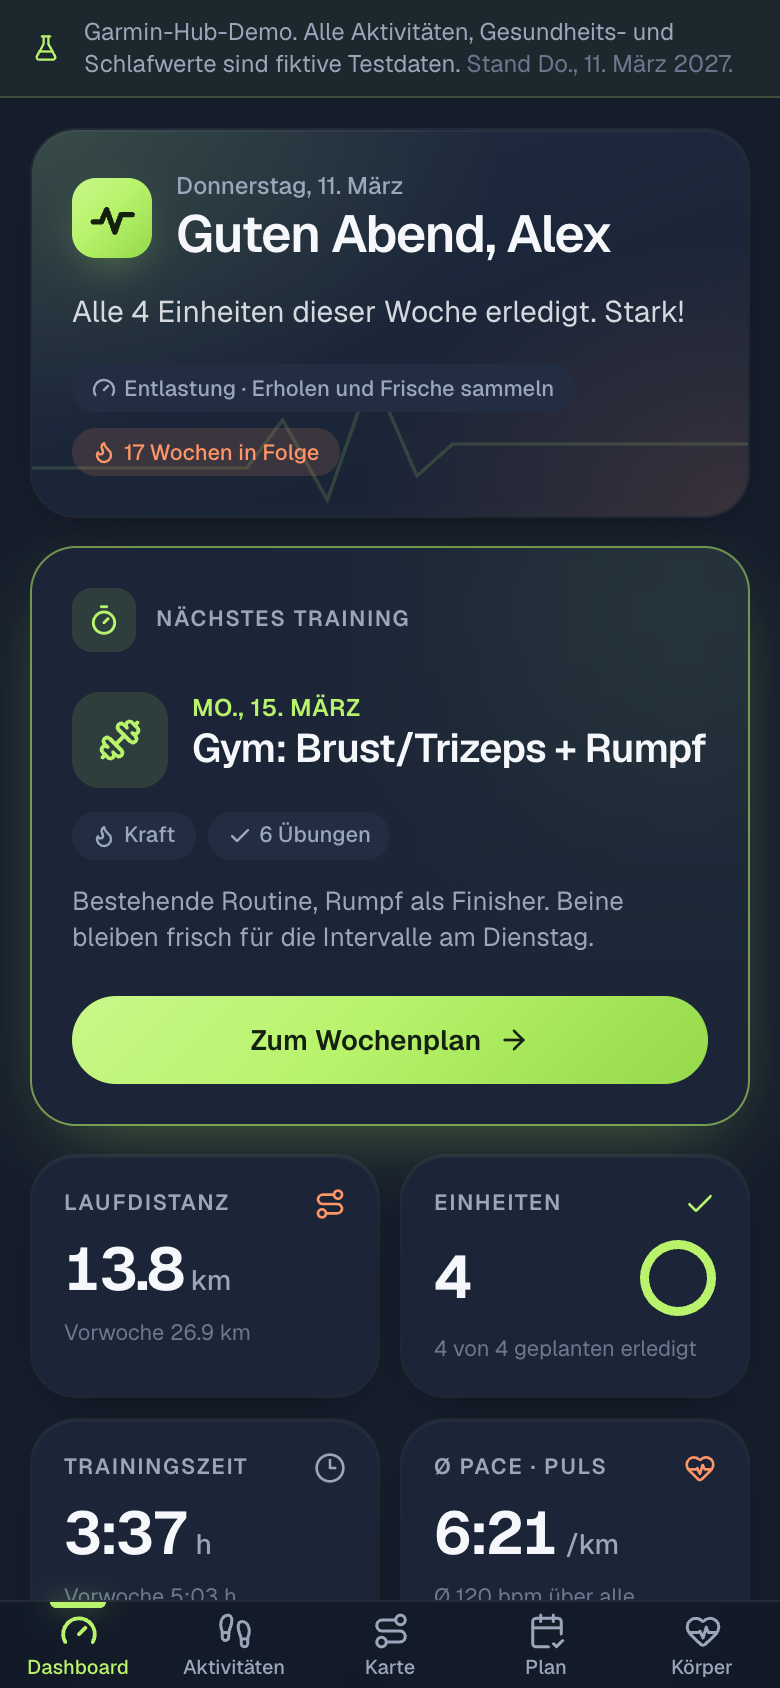 Garmin-Hub-Demo. Alle Aktivitäten, Gesundheits- und
Schlafwerte sind fiktive Testdaten. Stand Do., 11. März 2027.
Donnerstag, 11. März
Guten Abend, Alex
Alle 4 Einheiten dieser Woche erledigt. Stark!
Entlastung · Erholen und Frische sammeln
17 Wochen in Folge
NÄCHSTES TRAINING
MO., 15. MÄRZ
Gym: Brust/Trizeps + Rumpf
Kraft
6 Übungen
Bestehende Routine, Rumpf als Finisher. Beine
bleiben frisch für die Intervalle am Dienstag.
Zum Wochenplan
LAUFDISTANZ
13.8 km
Vorwoche 26.9 km
EINHEITEN
4
4 von 4 geplanten erledigt
TRAININGSZEIT
3:37 h
Vorwoche 5:03 h
Ø PACE · PULS
6:21 /km
Ø 120 bpm über alle
Dashboard
Aktivitäten
Karte
Plan
Körper